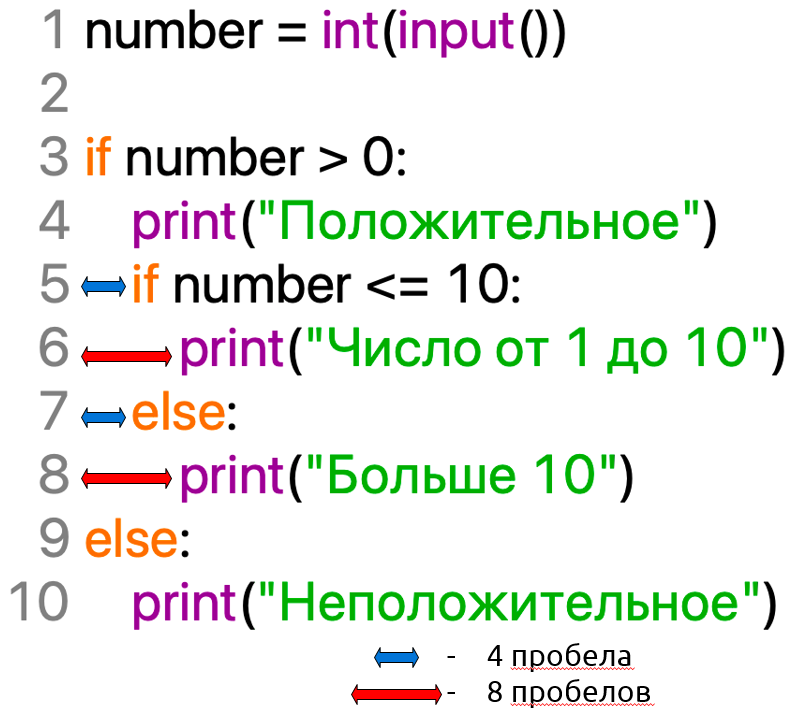 1 number = int(input())
2
3 if number > 0:
4     print("Положительное")
5     if number <= 10:
6         print("Число от 1 до 10")
7     else:
8         print("Больше 10")
9 else:
10     print("Неположительное")
- 4 пробела
- 8 пробелов